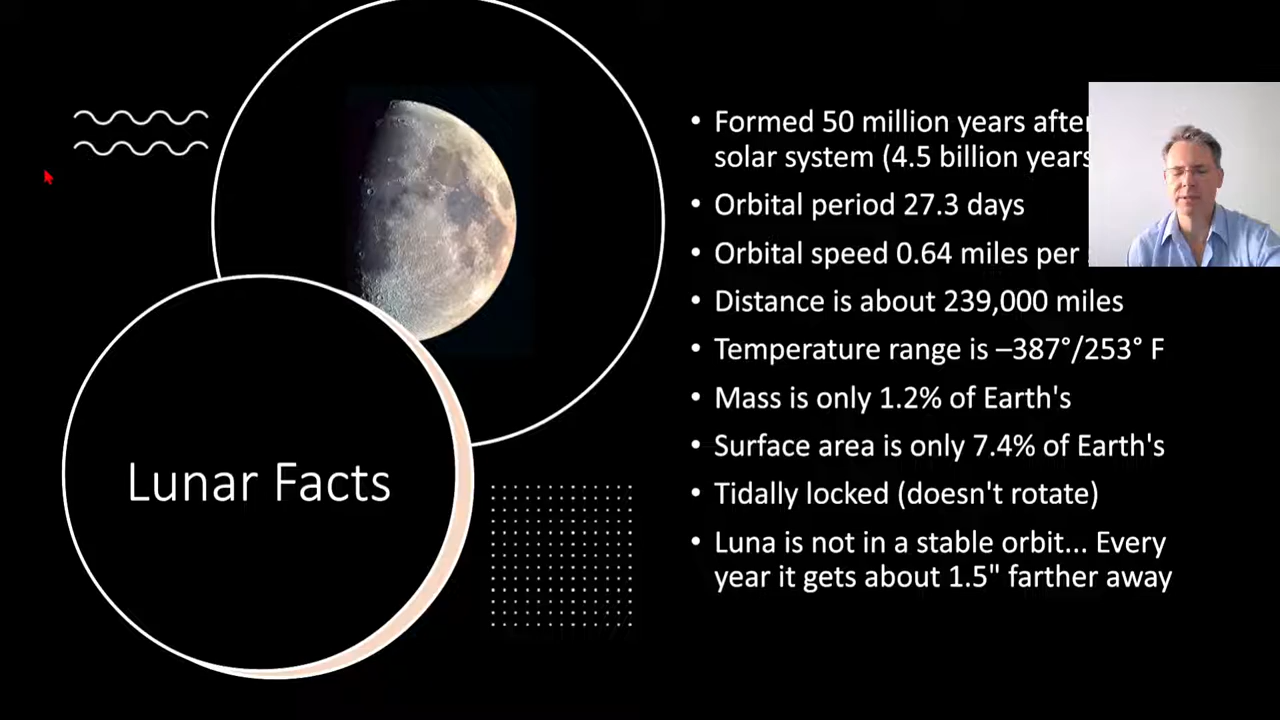 • Formed 50 million years after
solar system (4.5 billion years
• Orbital period 27.3 days
• Orbital speed 0.64 miles per
• Distance is about 239,000 miles
• Temperature range is –387°/253° F
• Mass is only 1.2% of Earth's
• Surface area is only 7.4% of Earth's
• Tidally locked (doesn't rotate)
• Luna is not in a stable orbit... Every
year it gets about 1.5" farther away
Lunar Facts